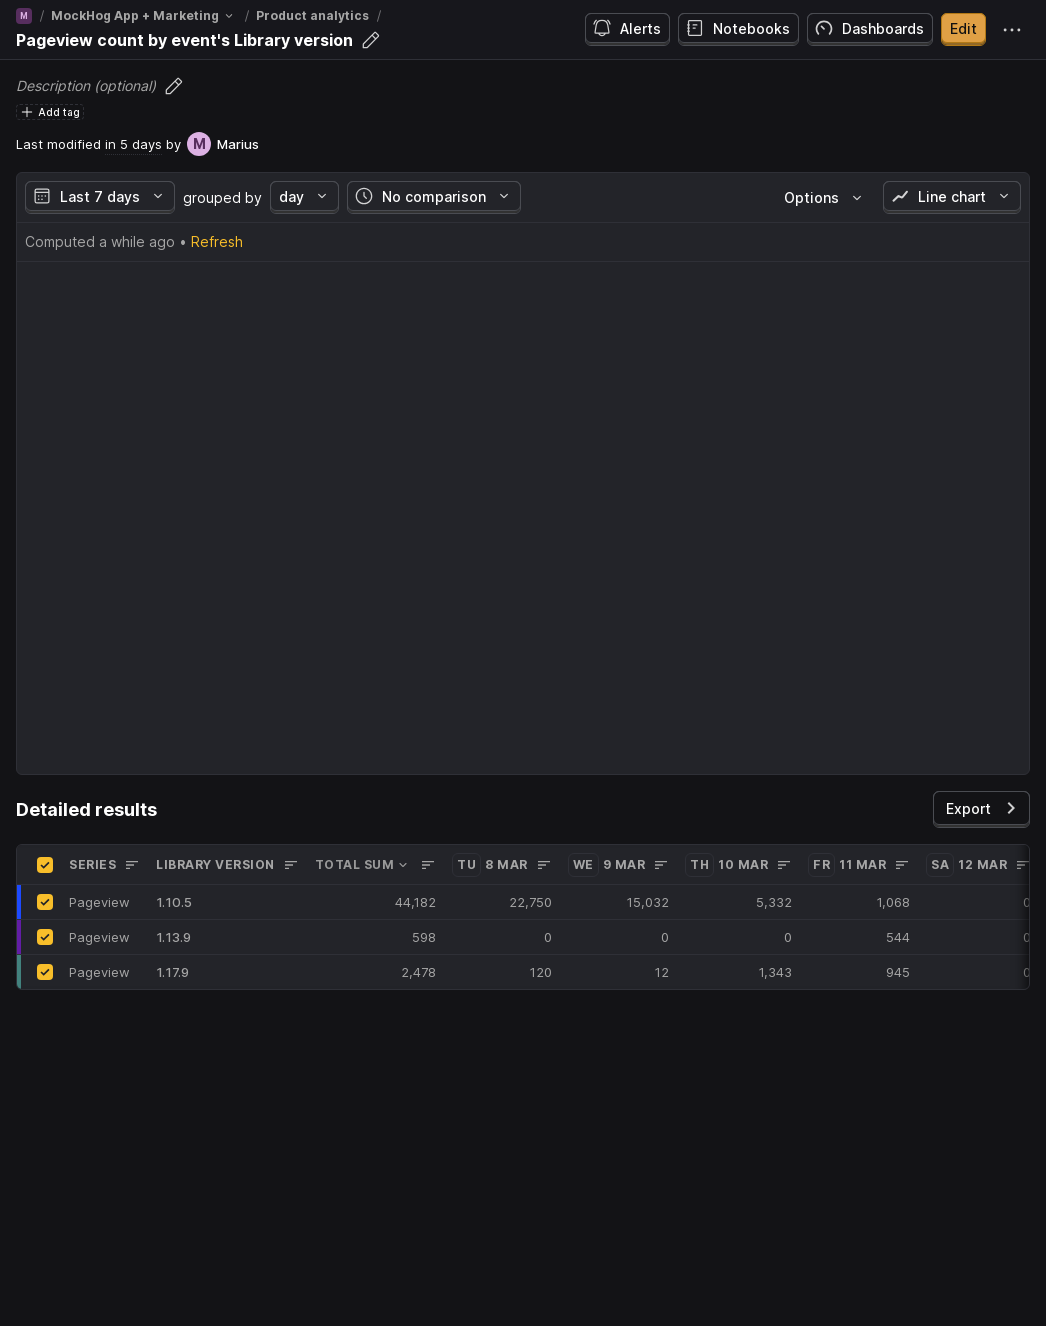 M / MockHog App + Marketing / Product analytics /
Pageview count by event's Library version
Alerts Notebooks Dashboards Edit
Description (optional)
Add tag
Last modified in 5 days by M Marius
Last 7 days grouped by day No comparison Options Line chart
Computed a while ago • Refresh
Detailed results
Export
SERIES LIBRARY VERSION TOTAL SUM TU 8 MAR WE 9 MAR TH 10 MAR FR 11 MAR SA 12 MAR
Pageview 1.10.5 44,182 22,750 15,032 5,332 1,068 0
Pageview 1.13.9 598 0 0 0 544 0
Pageview 1.17.9 2,478 120 12 1,343 945 0